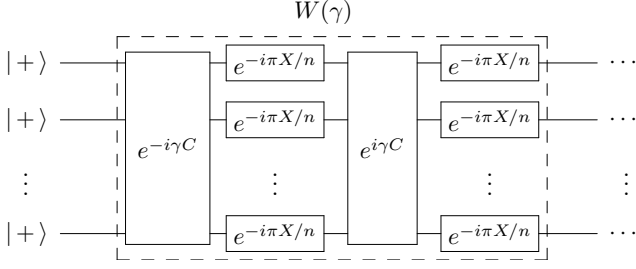 W(γ)
|+⟩ e^{-iπX/n} e^{-iπX/n} ⋯
|+⟩ e^{-iπX/n} e^{-iπX/n} ⋯
e^{-iγC} e^{iγC}
⋮ ⋮ ⋮ ⋮
|+⟩ e^{-iπX/n} e^{-iπX/n} ⋯